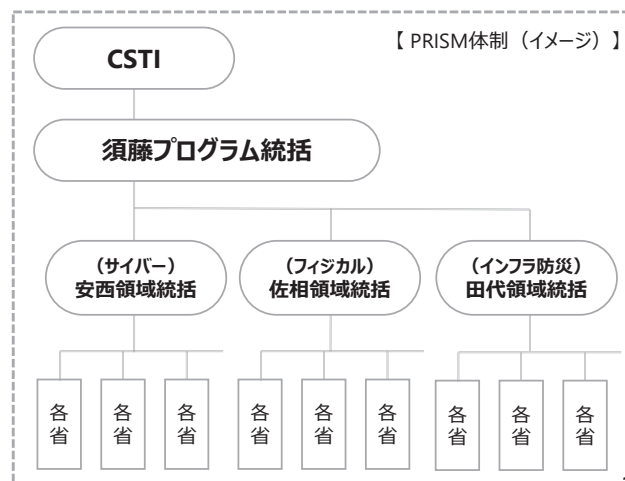 【 PRISM体制（イメージ）】
CSTI
須藤プログラム統括
（サイバー）
安西領域統括
（フィジカル）
佐相領域統括
（インフラ防災）
田代領域統括
各省
各省
各省
各省
各省
各省
各省
各省
各省